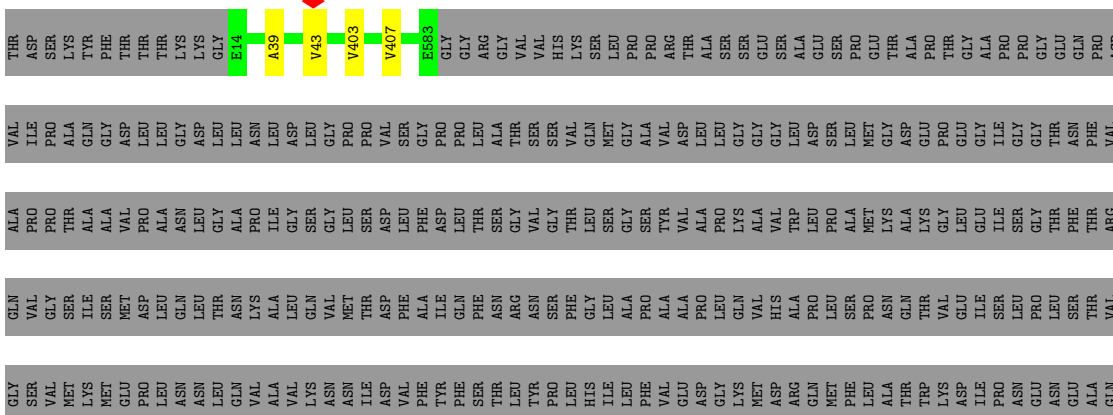 THR ASP SER LYS TYR PHE THR THR THR LYS LYS GLY E14 A39 V43 V403 V407 E583 GLY GLY ARG GLY VAL VAL HIS LYS SER LEU PRO PRO ARG THR ALA SER SER GLU SER ALA GLU SER PRO GLU THR ALA PRO THR GLY ALA PRO PRO GLY GLU GLN PRO
VAL ILE PRO ALA GLN GLY ASP LEU LEU GLY ASP LEU LEU ASN LEU ASP LEU GLY PRO PRO VAL SER GLY PRO PRO LEU ALA THR SER SER VAL GLN MET GLY ALA VAL ASP LEU LEU GLY GLY GLY LEU ASP SER LEU MET GLY ASP GLU PRO GLU GLY ILE GLY GLY THR ASN PHE VAL
ALA PRO PRO THR ALA ALA VAL PRO ALA ASN LEU GLY ALA PRO ILE GLY SER GLY LEU SER ASP LEU PHE ASP LEU THR SER GLY VAL GLY THR LEU SER GLY SER TYR VAL ALA PRO LYS ALA VAL TRP LEU PRO ALA MET LYS ALA LYS GLY LEU GLU ILE SER GLY THR PHE THR ARG
GLN VAL GLY SER ILE SER MET ASP LEU GLN LEU THR ASN LYS ALA LEU GLN VAL MET THR ASP PHE ALA ILE GLN PHE ASN ARG ASN SER PHE GLY LEU ALA PRO ALA ALA PRO LEU GLN VAL HIS ALA PRO LEU SER PRO ASN GLN THR VAL GLU ILE SER LEU PRO LEU SER THR VAL
GLY SER VAL MET LYS MET GLU PRO LEU ASN ASN LEU GLN VAL ALA VAL LYS ASN ASN ILE ASP VAL PHE TYR PHE SER THR LEU TYR PRO LEU HIS ILE LEU PHE VAL GLU ASP GLY LYS MET ASP ARG GLN MET PHE LEU ALA THR TRP LYS ASP ILE PRO ASN GLU ASN GLU ALA GLN